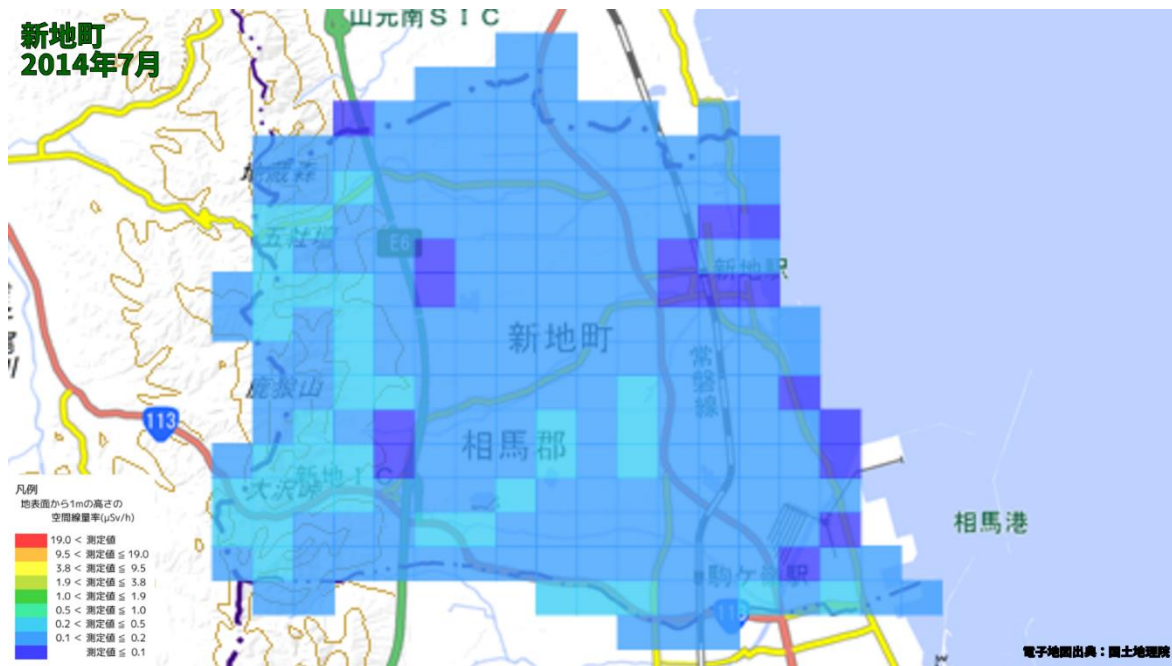 新地町
2014年7月
山元南SIC
地蔵森
五社壇
E6
新地駅
新地町
常磐線
鹿狼山
113
相馬郡
新地IC
大沢峠
相馬港
駒ケ嶺駅
113
凡例
地表面から1mの高さの
空間線量率(μSv/h)
19.0 < 測定値
9.5 < 測定値 ≦ 19.0
3.8 < 測定値 ≦ 9.5
1.9 < 測定値 ≦ 3.8
1.0 < 測定値 ≦ 1.9
0.5 < 測定値 ≦ 1.0
0.2 < 測定値 ≦ 0.5
0.1 < 測定値 ≦ 0.2
測定値 ≦ 0.1
電子地図出典:国土地理院